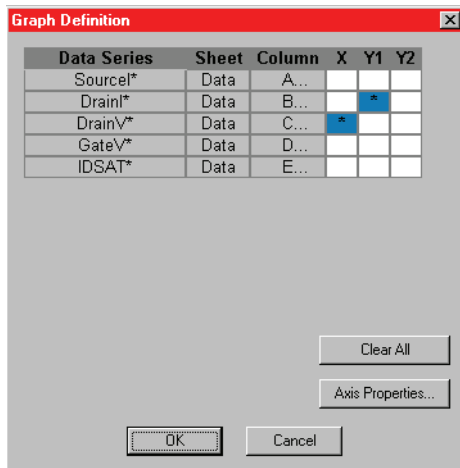 Graph Definition
Data Series Sheet Column X Y1 Y2
SourceI* Data A...
DrainI* Data B... *
DrainV* Data C... *
GateV* Data D...
IDSAT* Data E...
Clear All
Axis Properties...
OK Cancel